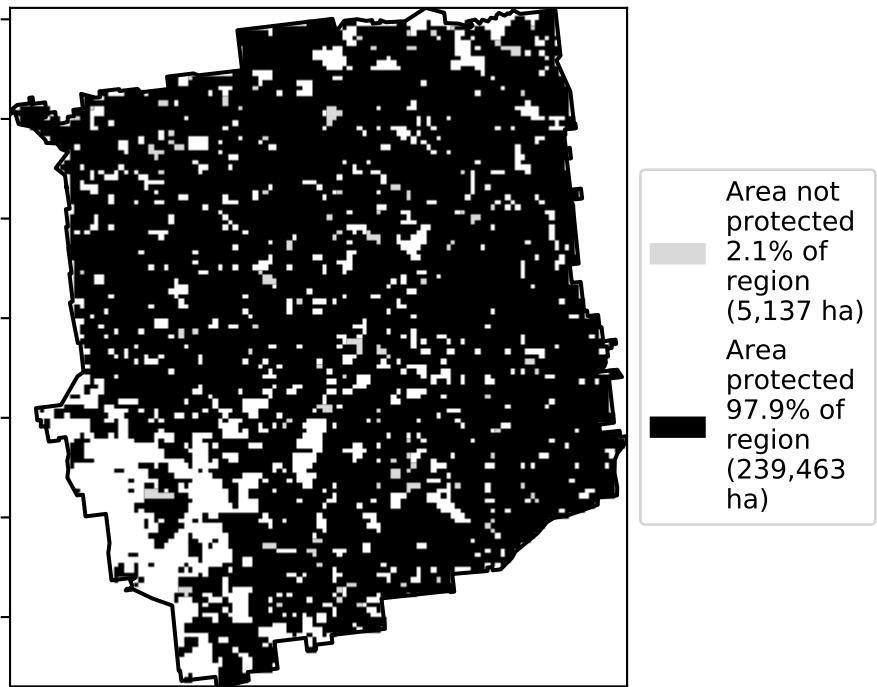 Area not
protected
2.1% of
region
(5,137 ha)
Area
protected
97.9% of
region
(239,463
ha)